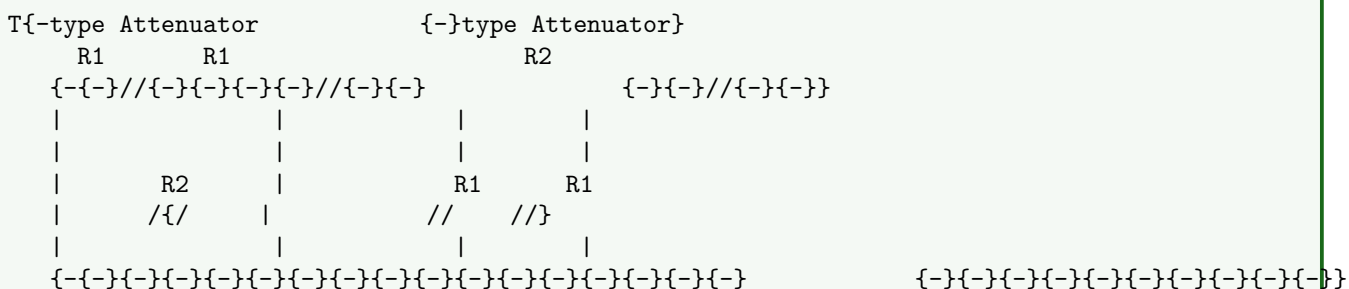 T{-type Attenuator             {-}type Attenuator}
     R1        R1                        R2
   {-{-}//{-}{-}{-}{-}//{-}{-}              {-}{-}//{-}{-}}
   |                 |              |         |
   |                 |              |         |
   |        R2       |              R1        R1
   |       /{/      |             //    //}
   |                 |              |         |
   {-{-}{-}{-}{-}{-}{-}{-}{-}{-}{-}{-}{-}{-}{-}{-}{-}              {-}{-}{-}{-}{-}{-}{-}{-}{-}{-}}